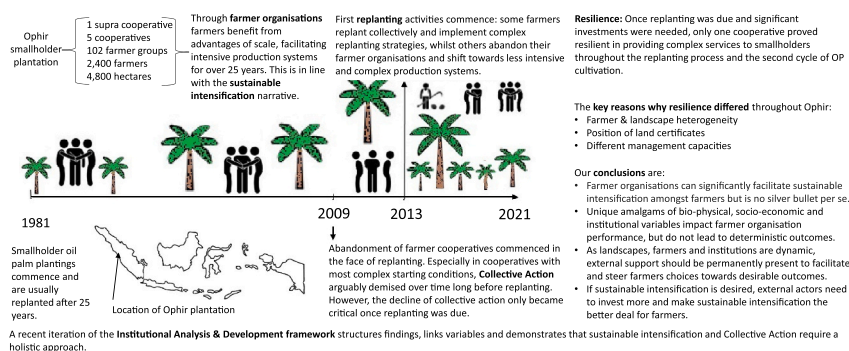 Ophir
smallholder
plantation
1 supra cooperative
5 cooperatives
102 farmer groups
2,400 farmers
4,800 hectares
Through farmer organisations
farmers benefit from
advantages of scale, facilitating
intensive production systems
for over 25 years. This is in line
with the sustainable
intensification narrative.
First replanting activities commence: some farmers
replant collectively and implement complex
replanting strategies, whilst others abandon their
farmer organisations and shift towards less intensive
and complex production systems.
Resilience: Once replanting was due and significant
investments were needed, only one cooperative proved
resilient in providing complex services to smallholders
throughout the replanting process and the second cycle of OP
cultivation.
The key reasons why resilience differed throughout Ophir:
• Farmer & landscape heterogeneity
• Position of land certificates
• Different management capacities
Our conclusions are:
• Farmer organisations can significantly facilitate sustainable
intensification amongst farmers but is no silver bullet per se.
• Unique amalgams of bio-physical, socio-economic and
institutional variables impact farmer organisation
performance, but do not lead to deterministic outcomes.
• As landscapes, farmers and institutions are dynamic,
external support should be permanently present to facilitate
and steer farmers choices towards desirable outcomes.
• If sustainable intensification is desired, external actors need
to invest more and make sustainable intensification the
better deal for farmers.
1981
2009
2013
2021
Smallholder oil
palm plantings
commence and
are usually
replanted after 25
years.
Location of Ophir plantation
Abandonment of farmer cooperatives commenced in
the face of replanting. Especially in cooperatives with
most complex starting conditions, Collective Action
arguably demised over time long before replanting.
However, the decline of collective action only became
critical once replanting was due.
A recent iteration of the Institutional Analysis & Development framework structures findings, links variables and demonstrates that sustainable intensification and Collective Action require a
holistic approach.